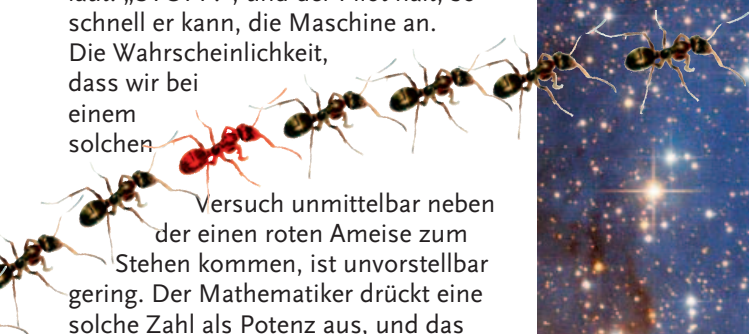 schnell er kann, die Maschine an.
Die Wahrscheinlichkeit,
dass wir bei
einem
solchen
Versuch unmittelbar neben
der einen roten Ameise zum
Stehen kommen, ist unvorstellbar
gering. Der Mathematiker drückt eine
solche Zahl als Potenz aus, und das